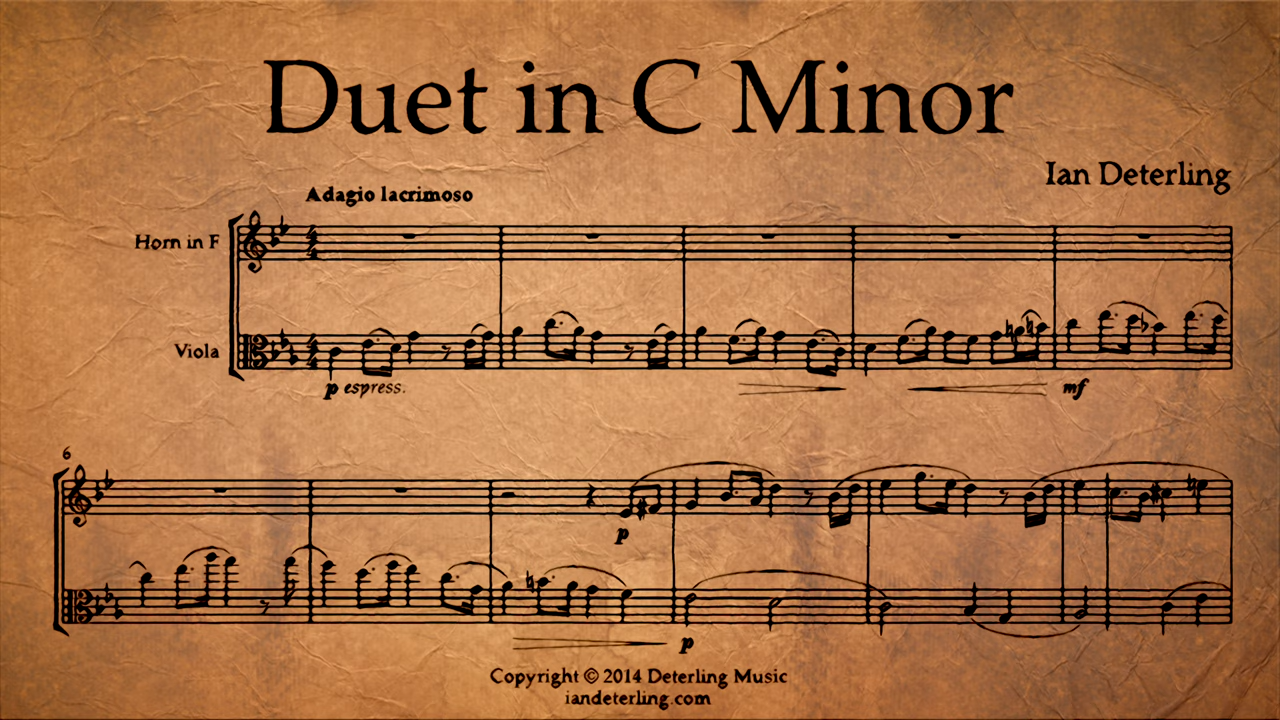 Duet in C Minor
Ian Deterling
Adagio lacrimoso
Horn in F
Viola
p espress.
mf
6
p
p
Copyright © 2014 Deterling Music
iandeterling.com